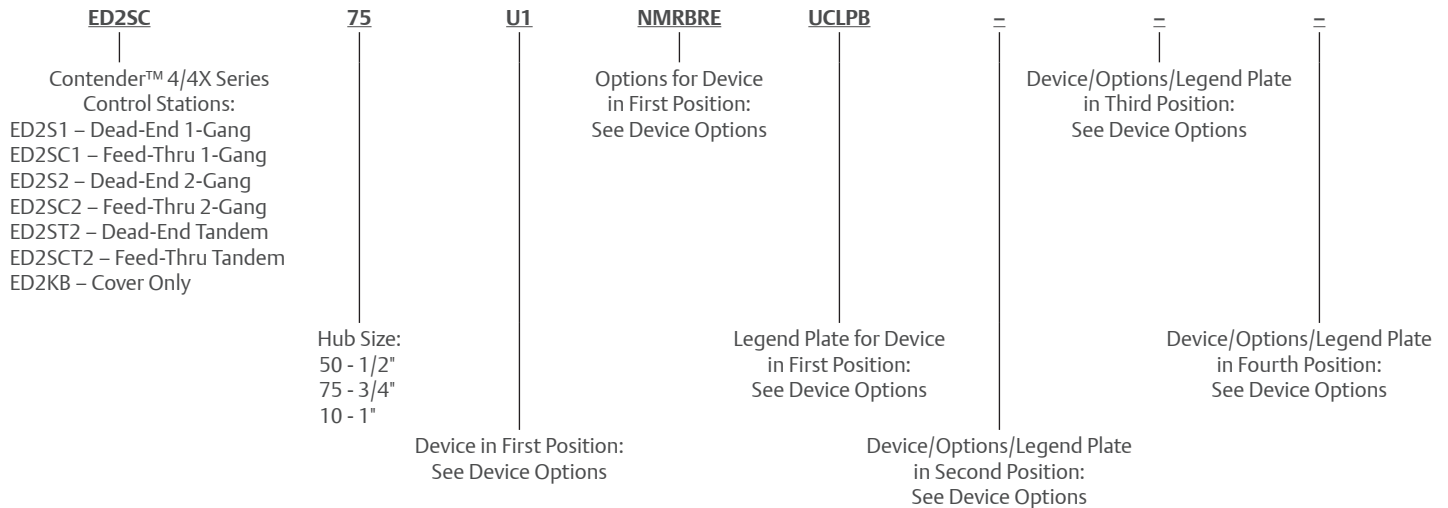 ED2SC 75 U1 NMRBRE UCLPB – – –
Contender™ 4/4X Series
Control Stations:
ED2S1 – Dead-End 1-Gang
ED2SC1 – Feed-Thru 1-Gang
ED2S2 – Dead-End 2-Gang
ED2SC2 – Feed-Thru 2-Gang
ED2ST2 – Dead-End Tandem
ED2SCT2 – Feed-Thru Tandem
ED2KB – Cover Only
Hub Size:
50 - 1/2"
75 - 3/4"
10 - 1"
Device in First Position:
See Device Options
Options for Device
in First Position:
See Device Options
Legend Plate for Device
in First Position:
See Device Options
Device/Options/Legend Plate
in Second Position:
See Device Options
Device/Options/Legend Plate
in Third Position:
See Device Options
Device/Options/Legend Plate
in Fourth Position:
See Device Options